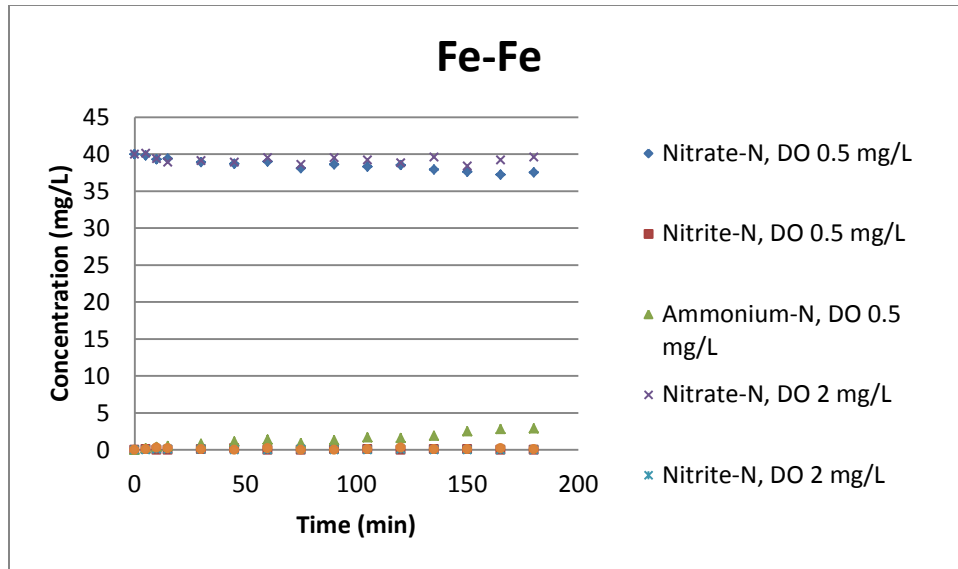 Fe-Fe
45
40
35
30
25
20
15
10
5
0
Concentration (mg/L)
0 50 100 150 200
Time (min)
Nitrate-N, DO 0.5 mg/L
Nitrite-N, DO 0.5 mg/L
Ammonium-N, DO 0.5
mg/L
Nitrate-N, DO 2 mg/L
Nitrite-N, DO 2 mg/L